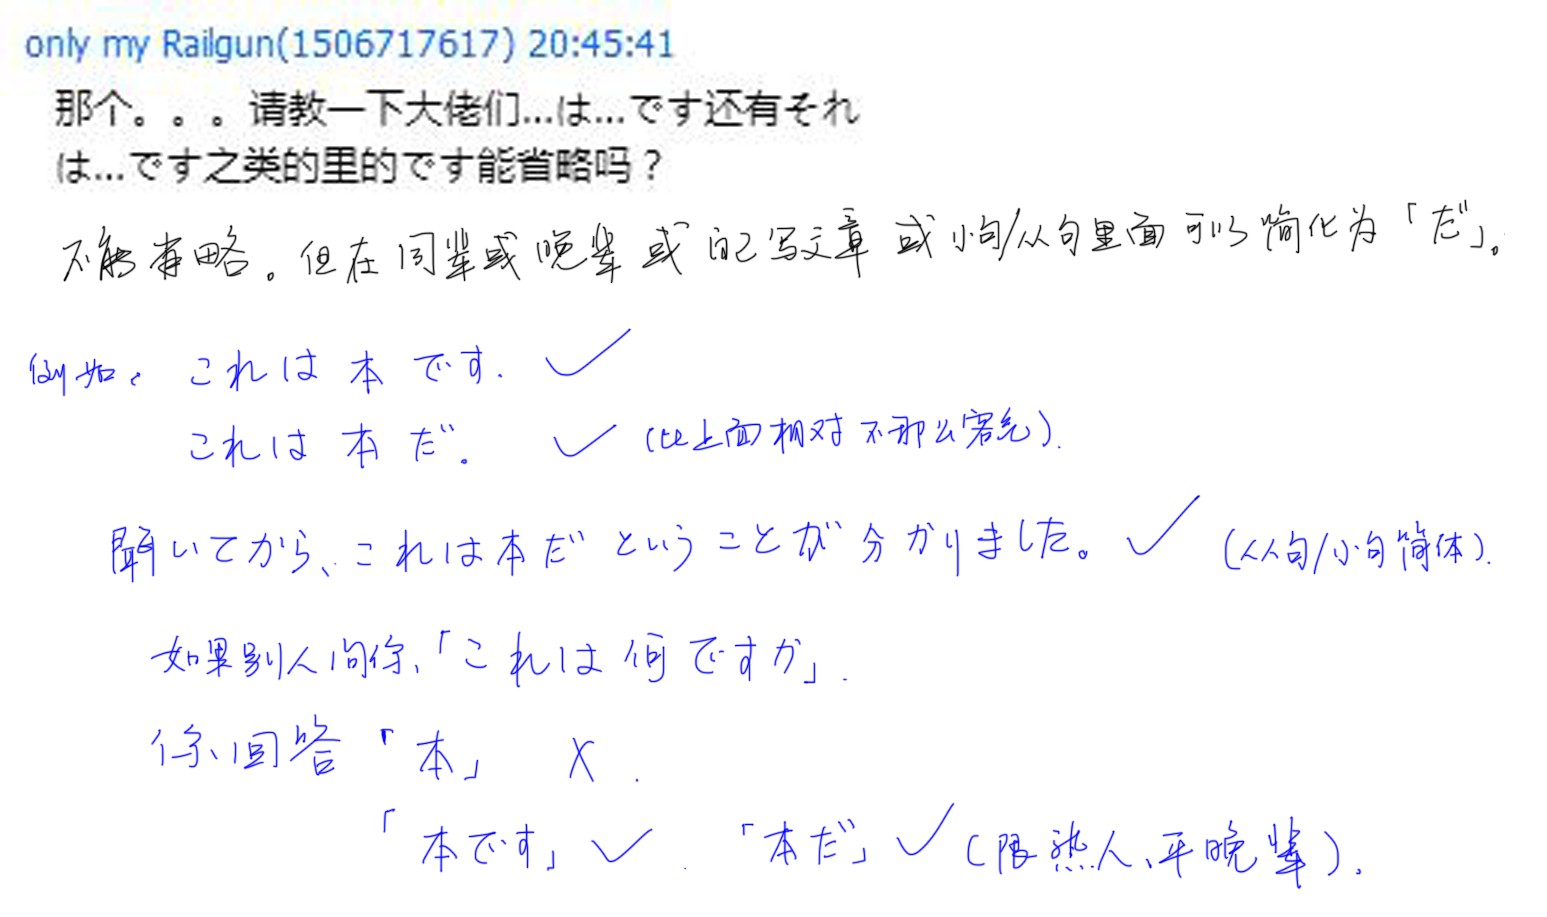 only my Railgun(1506717617) 20:45:41
那个。。。请教一下大佬们...は...です还有それ
は...です之类的里的です能省略吗？
不能省略。但在同辈或晚辈或自己写文章或小句/从句里面可以简化为「だ」。
例如：これは本です. ✓
これは本だ。 ✓ (比上面相对不那么客气).
聞いてから、これは本だということが分かりました。 ✓ (从句/小句简体).
如果别人问你、「これは何ですか」.
你回答「本」 X .
「本です」✓ . 「本だ」✓ (限熟人、平晚辈).